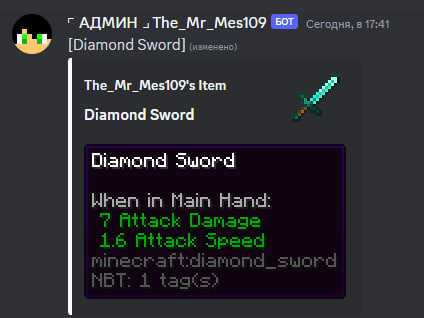 ⌜ АДМИН ⌟ The_Mr_Mes109 БОТ Сегодня, в 17:41
[Diamond Sword] (изменено)
The_Mr_Mes109's Item
Diamond Sword
Diamond Sword
When in Main Hand:
7 Attack Damage
1.6 Attack Speed
minecraft:diamond_sword
NBT: 1 tag(s)